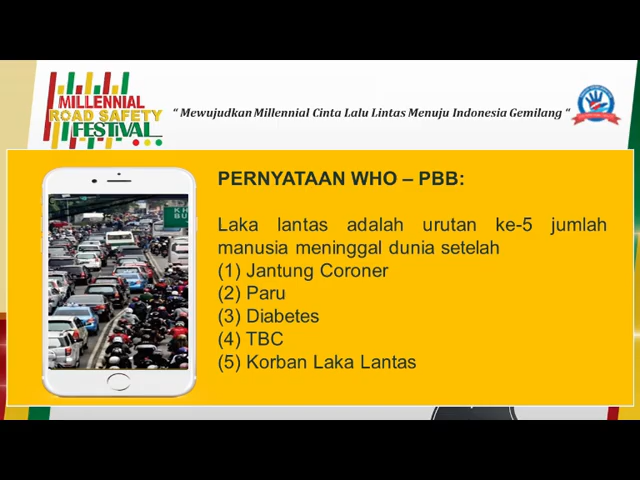 MILLENNIAL
ROAD SAFETY
FESTIVAL
“ Mewujudkan Millennial Cinta Lalu Lintas Menuju Indonesia Gemilang “
PERNYATAAN WHO – PBB:
Laka lantas adalah urutan ke-5 jumlah
manusia meninggal dunia setelah
(1) Jantung Coroner
(2) Paru
(3) Diabetes
(4) TBC
(5) Korban Laka Lantas